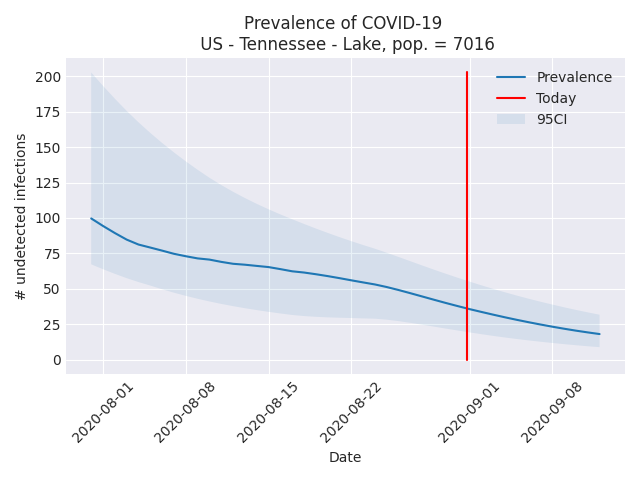 Prevalence of COVID-19
US - Tennessee - Lake, pop. = 7016
# undetected infections
200
175
150
125
100
75
50
25
0
Prevalence
Today
95CI
2020-08-01
2020-08-08
2020-08-15
2020-08-22
2020-09-01
2020-09-08
Date